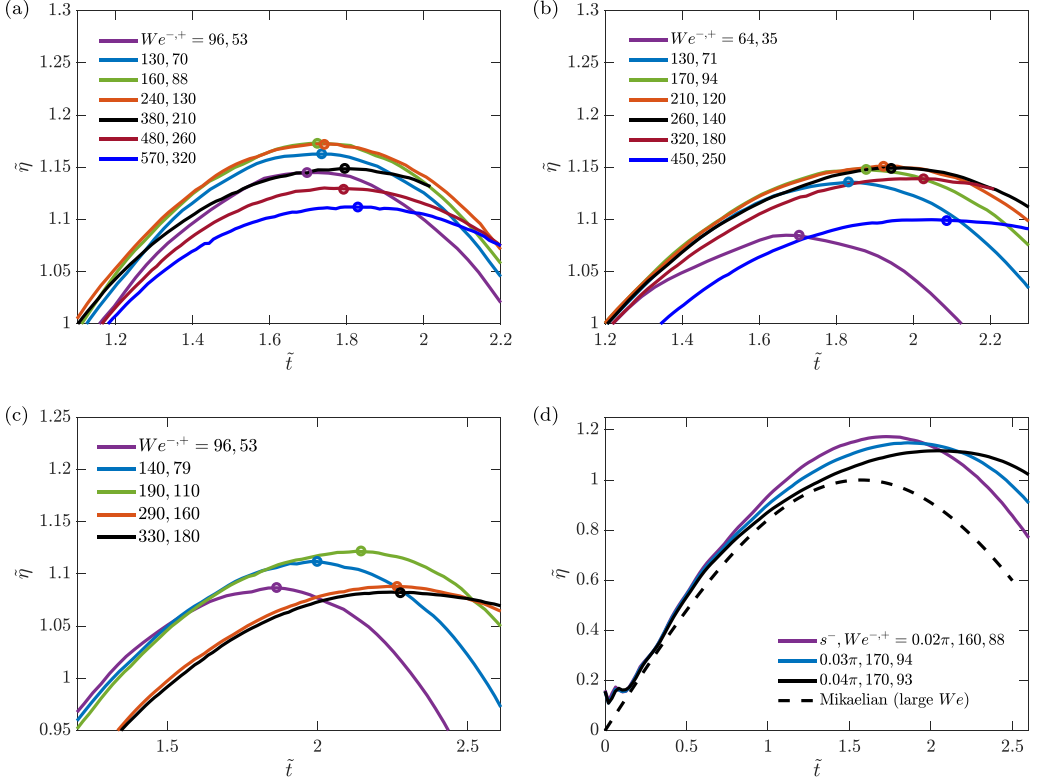 (a)
1.3
1.25
1.2
1.15
1.1
1.05
1
η̃
We⁻,⁺ = 96, 53
130, 70
160, 88
240, 130
380, 210
480, 260
570, 320
1.2 1.4 1.6 1.8 2 2.2
t̃
(b)
1.3
1.25
1.2
1.15
1.1
1.05
1
η̃
We⁻,⁺ = 64, 35
130, 71
170, 94
210, 120
260, 140
320, 180
450, 250
1.2 1.4 1.6 1.8 2 2.2
t̃
(c)
1.25
1.2
1.15
1.1
1.05
1
0.95
η̃
We⁻,⁺ = 96, 53
140, 79
190, 110
290, 160
330, 180
1.5 2 2.5
t̃
(d)
1.2
1
0.8
0.6
0.4
0.2
0
η̃
s⁻, We⁻,⁺ = 0.02π, 160, 88
0.03π, 170, 94
0.04π, 170, 93
Mikaelian (large We)
0 0.5 1 1.5 2 2.5
t̃